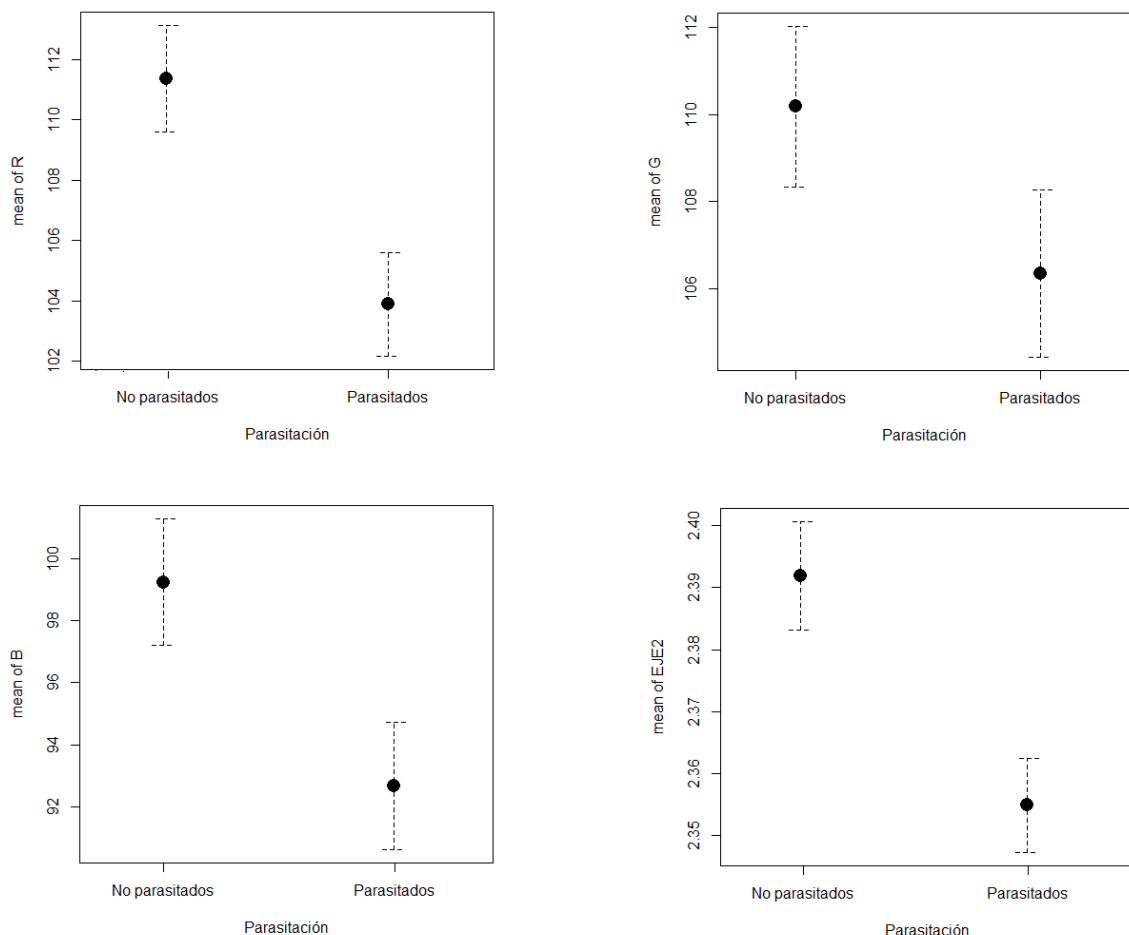 mean of R
112
110
108
106
104
102
No parasitados Parasitados
Parasitación
mean of G
112
110
108
106
No parasitados Parasitados
Parasitación
mean of B
100
98
96
94
92
No parasitados Parasitados
Parasitación
mean of EJE2
2.40
2.39
2.38
2.37
2.36
2.35
No parasitados Parasitados
Parasitación